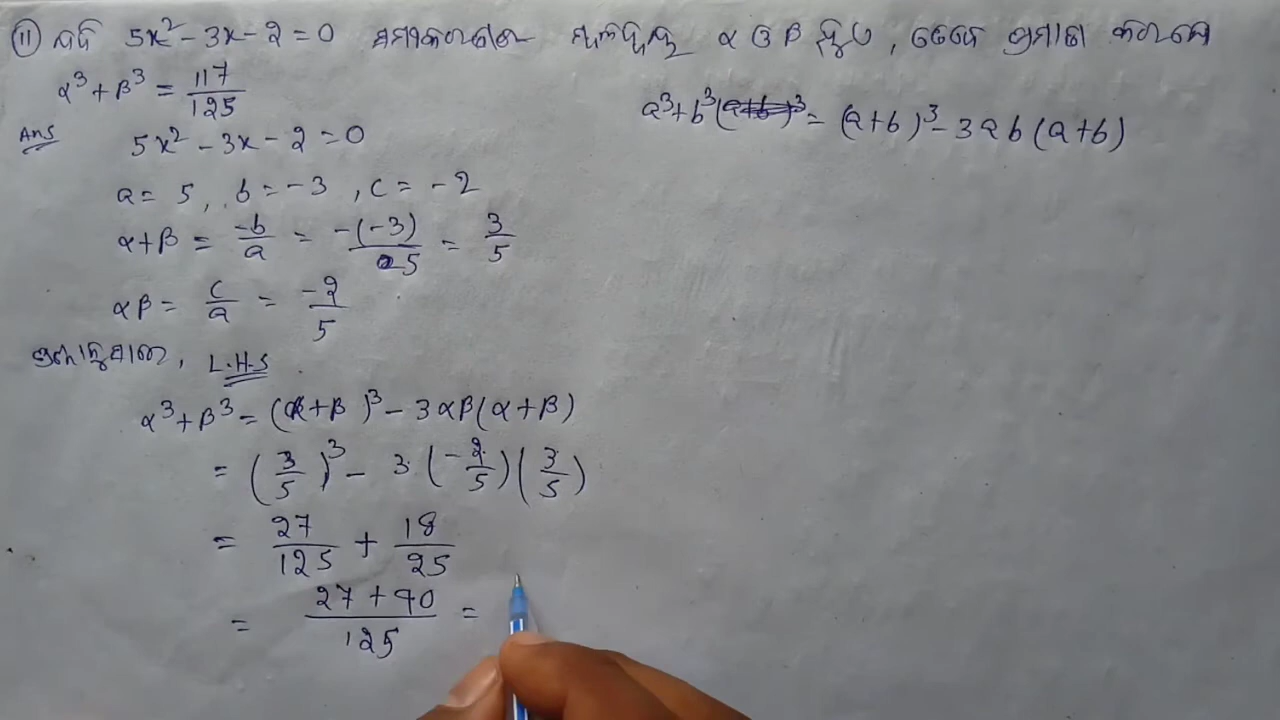 ⑪ ଯଦି 5x² - 3x - 2 = 0 ସମୀକରଣରେ ମୂଳଦ୍ୱୟ α ଓ β ହୁଏ, ତେବେ ପ୍ରମାଣ କରଯେ
α³ + β³ = 117/125
a³ + b³ = (a+b)³ - 3ab(a+b)
Ans
5x² - 3x - 2 = 0
a = 5, b = -3, c = -2
α+β = -b/a = -(-3)/5 = 3/5
αβ = c/a = -2/5
ପ୍ରଶ୍ନାନୁସାରେ, L.H.S
α³ + β³ = (α+β)³ - 3αβ(α+β)
= (3/5)³ - 3·(-2/5)(3/5)
= 27/125 + 18/25
= 27+90/125 =